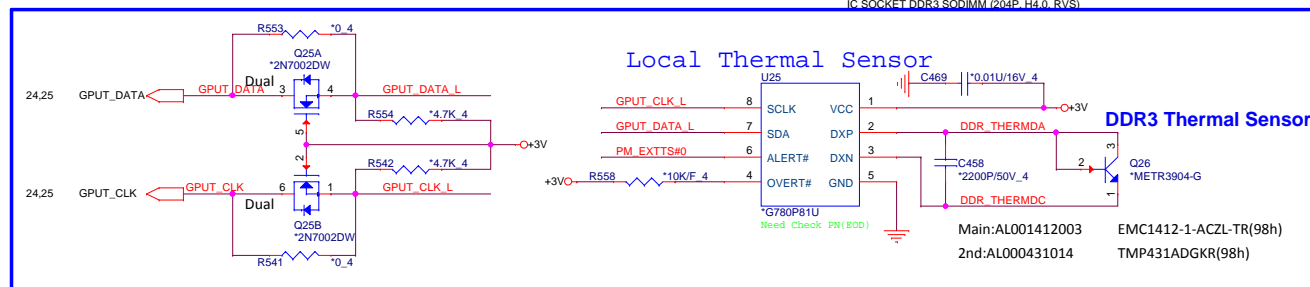 IC SOCKET DDR3 SODIMM (204P, H4.0, RVS)
R553 *0_4
Q25A
*2N7002DW
Dual
24,25 GPUT_DATA GPUT_DATA 3 4 GPUT_DATA_L
R554 *4.7K_4
5
+3V
2
R542 *4.7K_4
24,25 GPUT_CLK GPUT_CLK 6 1 GPUT_CLK_L
Dual
Q25B
*2N7002DW
R541 *0_4
Local Thermal Sensor
U25
C469 *0.01U/16V_4
GPUT_CLK_L 8 SCLK VCC 1
+3V
GPUT_DATA_L 7 SDA DXP 2 DDR_THERMDA
PM_EXTTS#0 6 ALERT# DXN 3
+3V R558 *10K/F_4 4 OVERT# GND 5
*G780P81U
Need Check PN(EOD)
DDR3 Thermal Sensor
C458
*2200P/50V_4
3
2
1
Q26
*METR3904-G
DDR_THERMDC
Main:AL001412003 EMC1412-1-ACZL-TR(98h)
2nd:AL000431014 TMP431ADGKR(98h)